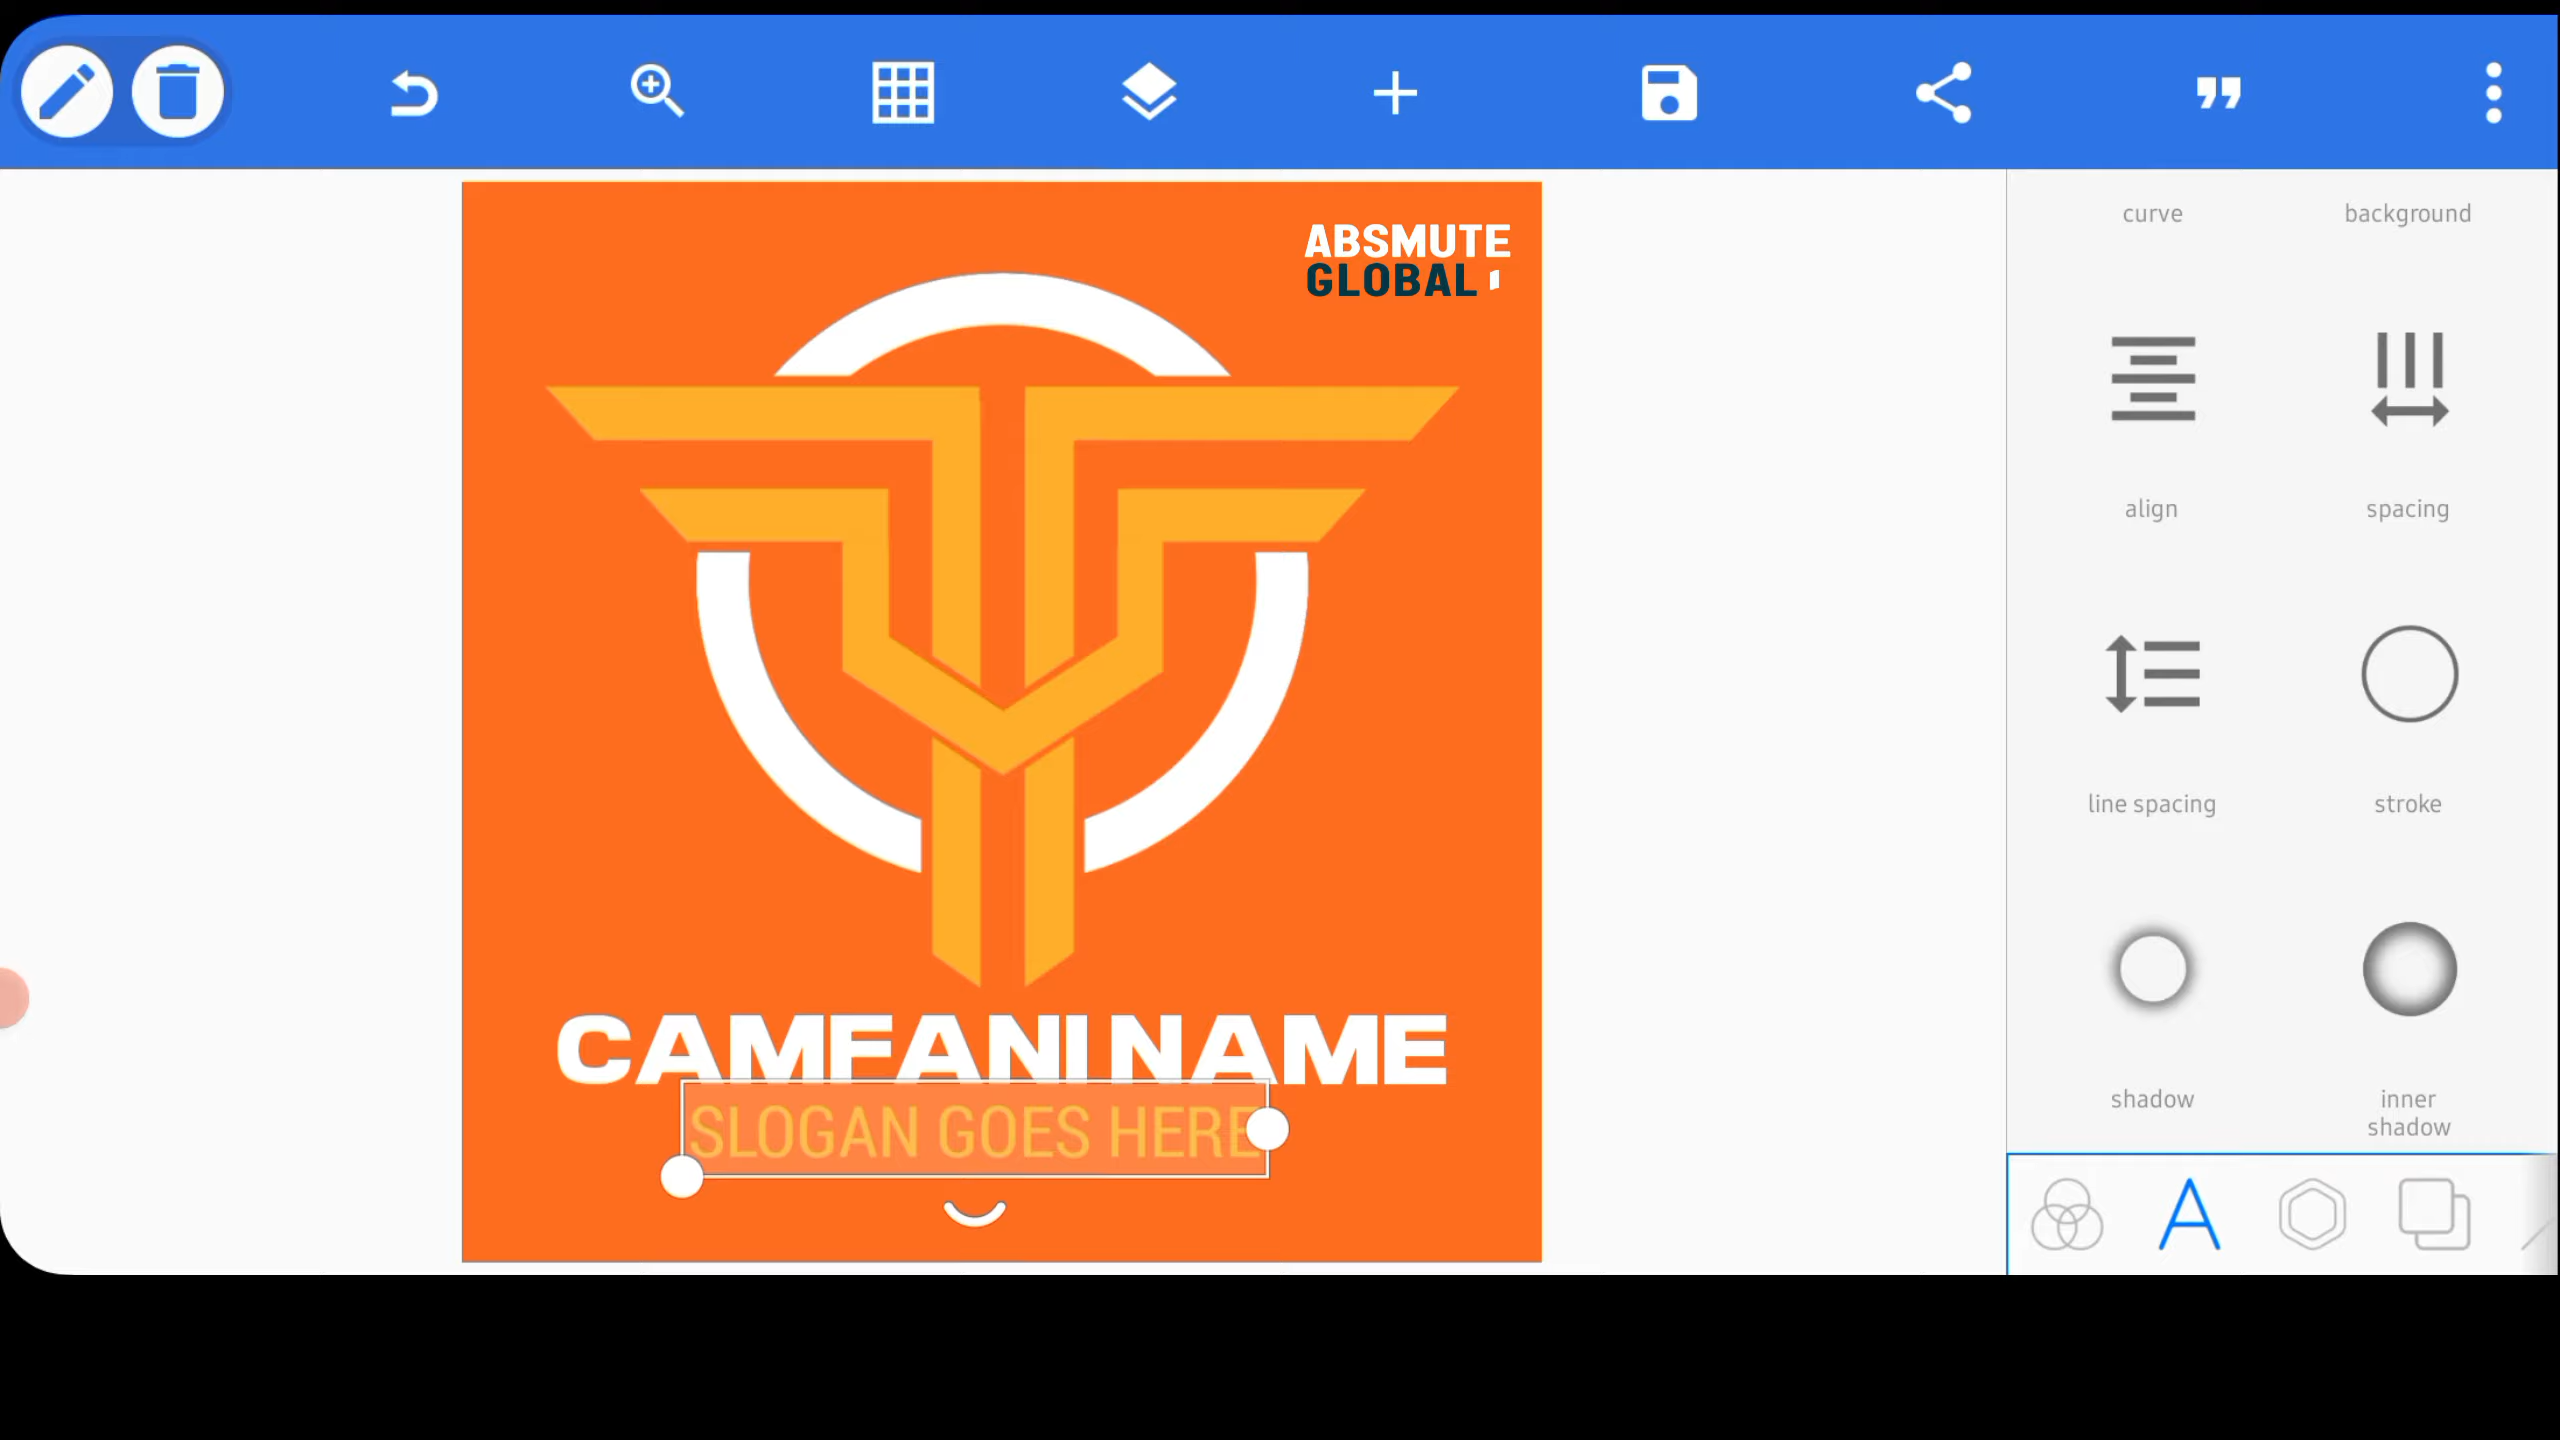 ABSMUTE
GLOBAL
CAMFANI NAME
SLOGAN GOES HERE
curve
background
align
spacing
line spacing
stroke
shadow
inner
shadow